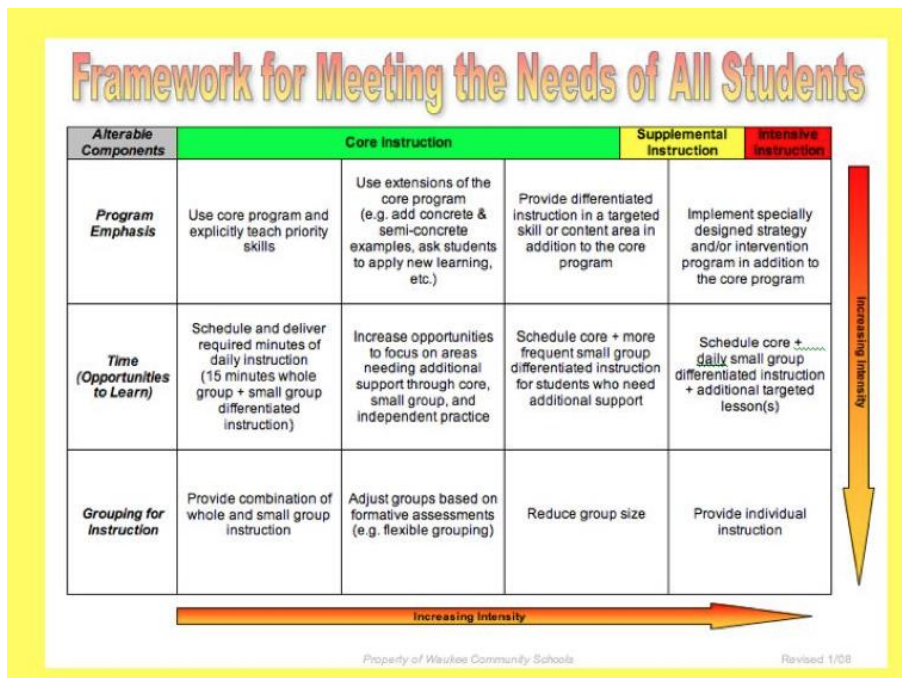 Framework for Meeting the Needs of All Students
Alterable
Components
Core Instruction
Supplemental
Instruction
Intensive
Instruction
Program
Emphasis
Use core program and
explicitly teach priority
skills
Use extensions of the
core program
(e.g. add concrete &
semi-concrete
examples, ask students
to apply new learning,
etc.)
Provide differentiated
instruction in a targeted
skill or content area in
addition to the core
program
Implement specially
designed strategy
and/or intervention
program in addition to
the core program
Time
(Opportunities
to Learn)
Schedule and deliver
required minutes of
daily instruction
(15 minutes whole
group + small group
differentiated
instruction)
Increase opportunities
to focus on areas
needing additional
support through core,
small group, and
independent practice
Schedule core + more
frequent small group
differentiated instruction
for students who need
additional support
Schedule core +
daily small group
differentiated instruction
+ additional targeted
lesson(s)
Grouping for
Instruction
Provide combination of
whole and small group
instruction
Adjust groups based on
formative assessments
(e.g. flexible grouping)
Reduce group size
Provide individual
instruction
Increasing Intensity
Increasing Intensity
Property of Waukee Community Schools
Revised 1/08